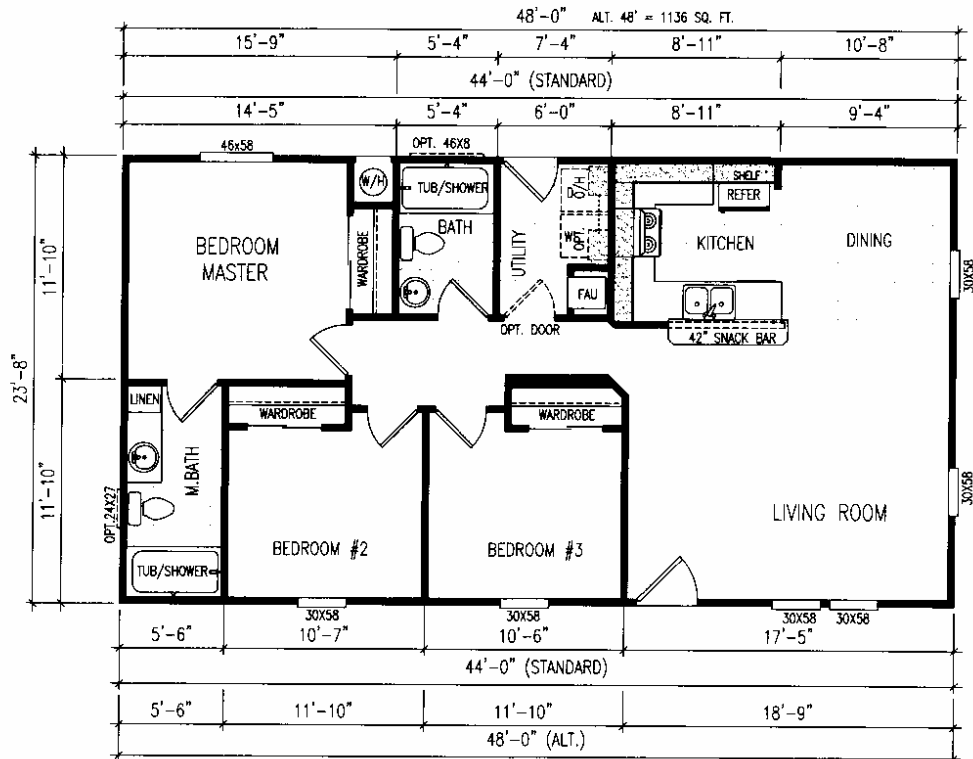 48'-0" ALT. 48' = 1136 SQ. FT.
15'-9" 5'-4" 7'-4" 8'-11" 10'-8"
44'-0" (STANDARD)
14'-5" 5'-4" 6'-0" 8'-11" 9'-4"
46x58
OPT. 46X8
W/H
TUB/SHOWER
D
O/H
SHELF
REFER
BATH
BEDROOM
MASTER
WARDROBE
UTILITY
OPT.
KITCHEN
DINING
30X58
FAU
OPT. DOOR
42" SNACK BAR
11'-10"
23'-8"
11'-10"
LINEN
WARDROBE
WARDROBE
M.BATH
OPT.24X27
30X58
LIVING ROOM
BEDROOM #2
BEDROOM #3
TUB/SHOWER
30X58
30X58
30X58 30X58
5'-6" 10'-7" 10'-6" 17'-5"
44'-0" (STANDARD)
5'-6" 11'-10" 11'-10" 18'-9"
48'-0" (ALT.)